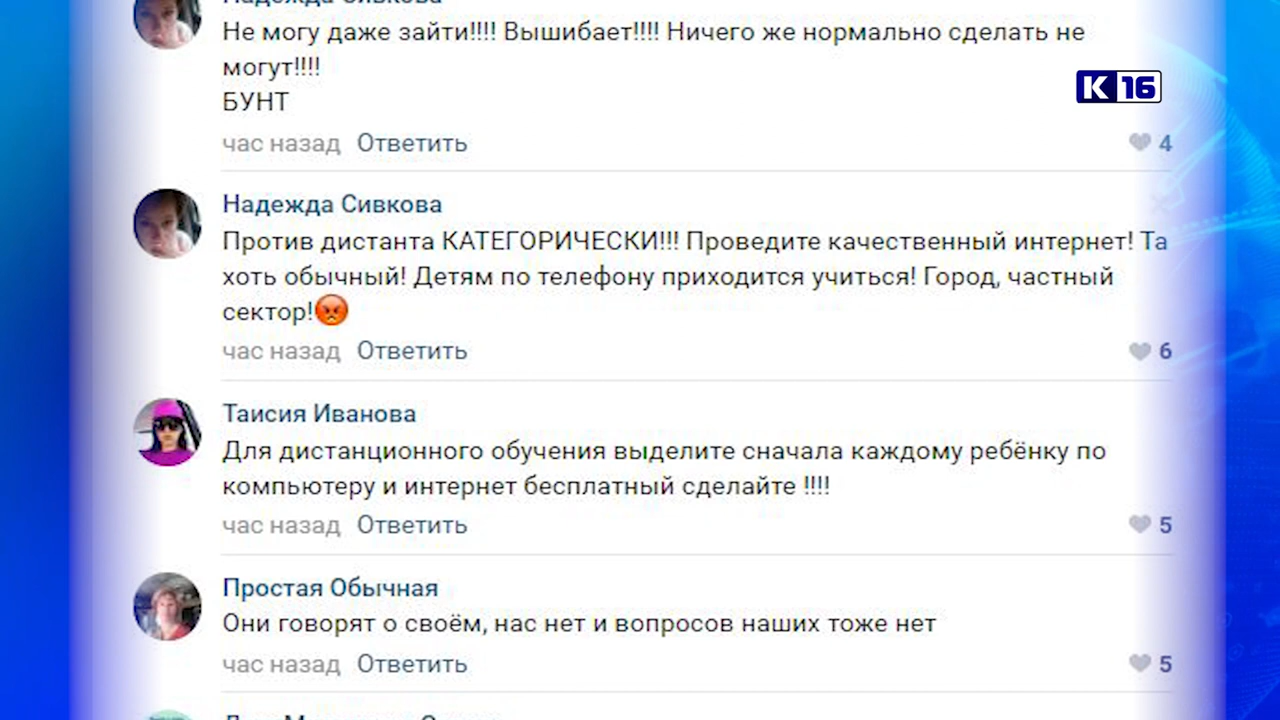 Надежда Сивкова
Не могу даже зайти!!!! Вышибает!!!! Ничего же нормально сделать не
могут!!!!
БУНТ
К 16
час назад Ответить 4
Надежда Сивкова
Против дистанта КАТЕГОРИЧЕСКИ!!! Проведите качественный интернет! Та
хоть обычный! Детям по телефону приходится учиться! Город, частный
сектор!😡
час назад Ответить 6
Таисия Иванова
Для дистанционного обучения выделите сначала каждому ребёнку по
компьютеру и интернет бесплатный сделайте !!!!
час назад Ответить 5
Простая Обычная
Они говорят о своём, нас нет и вопросов наших тоже нет
час назад Ответить 5